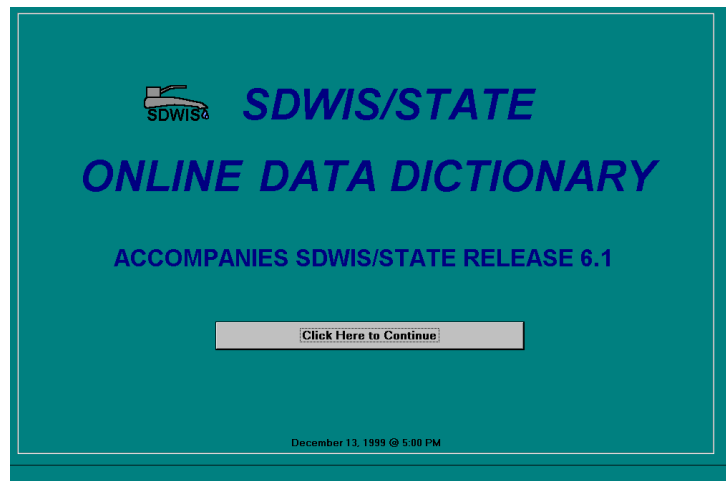 SDWIS
SDWIS/STATE
ONLINE DATA DICTIONARY
ACCOMPANIES SDWIS/STATE RELEASE 6.1
Click Here to Continue
December 13, 1999 @ 5:00 PM